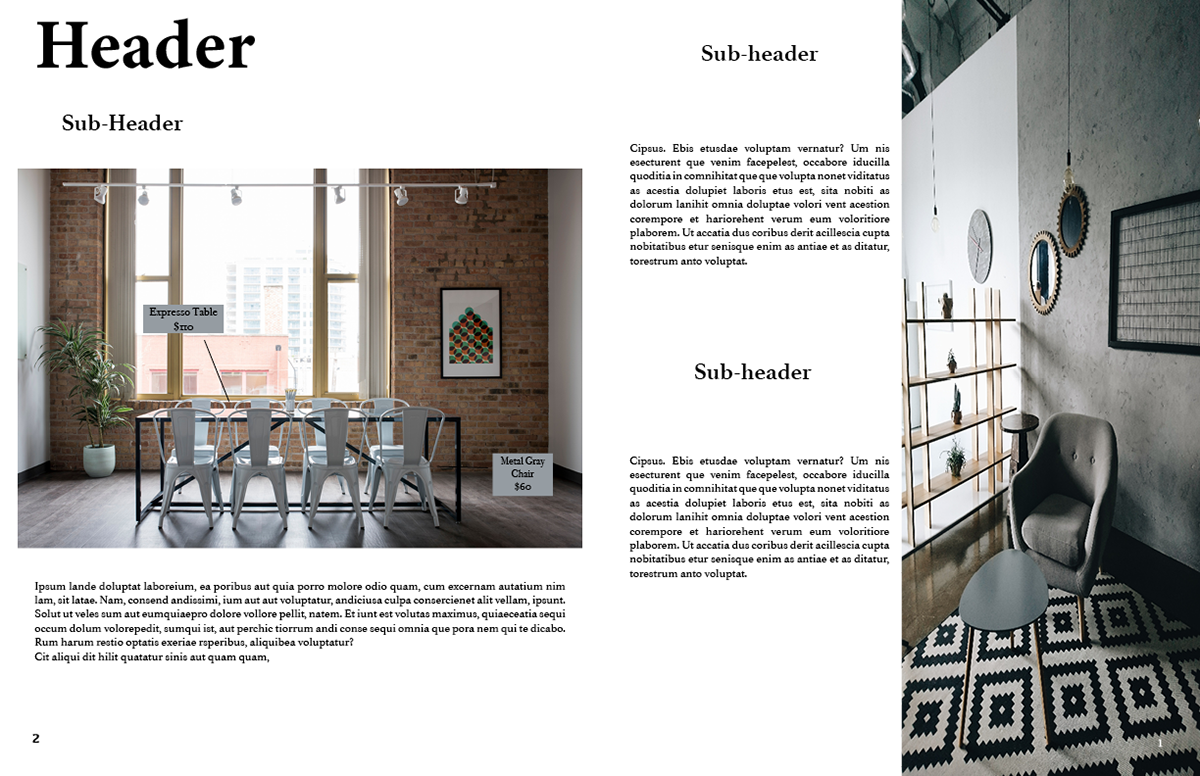 Header
Sub-Header
Expresso Table
$110
Metal Gray
Chair
$60
Ipsum lande doluptat laboreium, ea poribus aut quia porro molore odio quam, cum excernam autatium nim
lam, sit latae. Nam, consend andissimi, ium aut aut voluptatur, andiciusa culpa consercienet alit vellam, ipsunt.
Solut ut veles sum aut eumquiaepro dolore vollore pellit, natem. Et iunt est volutas maximus, quiaeceatia sequi
occum dolum volorepedit, sumqui ist, aut perchic tiorrum andi conse sequi omnia que pora nem qui te dicabo.
Rum harum restio optatis exeriae rsperibus, aliquibea voluptatur?
Cit aliqui dit hilit quatatur sinis aut quam quam,
2
Sub-header
Cipsus. Ebis etusdae voluptam vernatur? Um nis
esecturent que venim facepelest, occabore iducilla
quoditia in comnihitat que que volupta nonet viditatus
as acestia dolupiet laboris etus est, sita nobiti as
dolorum lanihit omnia doluptae volori vent acestion
corempore et hariorehent verum eum voloritiore
plaborem. Ut accatia dus coribus derit acillescia cupta
nobitatibus etur senisque enim as antiae et as ditatur,
torestrum anto voluptat.
Sub-header
Cipsus. Ebis etusdae voluptam vernatur? Um nis
esecturent que venim facepelest, occabore iducilla
quoditia in comnihitat que que volupta nonet viditatus
as acestia dolupiet laboris etus est, sita nobiti as
dolorum lanihit omnia doluptae volori vent acestion
corempore et hariorehent verum eum voloritiore
plaborem. Ut accatia dus coribus derit acillescia cupta
nobitatibus etur senisque enim as antiae et as ditatur,
torestrum anto voluptat.
1